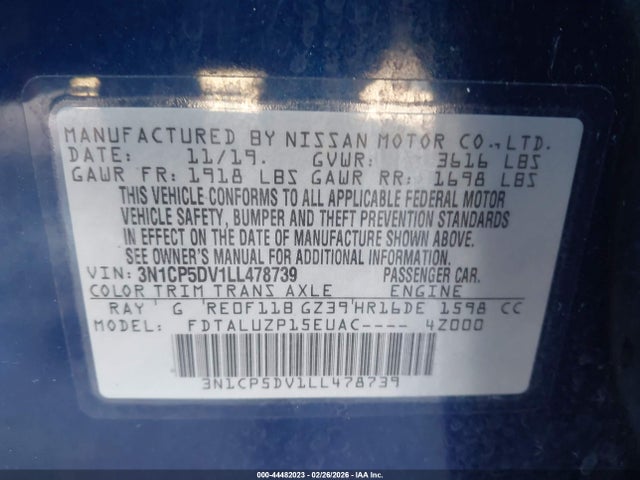 MANUFACTURED BY NISSAN MOTOR CO., LTD.
DATE: 11/19. GVWR: 3616 LBS
GAWR FR: 1918 LBS GAWR RR: 1698 LBS
THIS VEHICLE CONFORMS TO ALL APPLICABLE FEDERAL MOTOR
VEHICLE SAFETY, BUMPER AND THEFT PREVENTION STANDARDS
IN EFFECT ON THE DATE OF MANUFACTURE SHOWN ABOVE.
SEE OWNER'S MANUAL FOR ADDITIONAL INFORMATION.
VIN: 3N1CP5DV1LL478739 PASSENGER CAR.
COLOR TRIM TRANS AXLE ENGINE
RAY G RE0F11B GZ39 HR16DE 1598 CC
MODEL: FDTALUZP15EUAC---- 4Z000
3N1CP5DV1LL478739
000-44482023 - 02/26/2026 - IAA Inc.